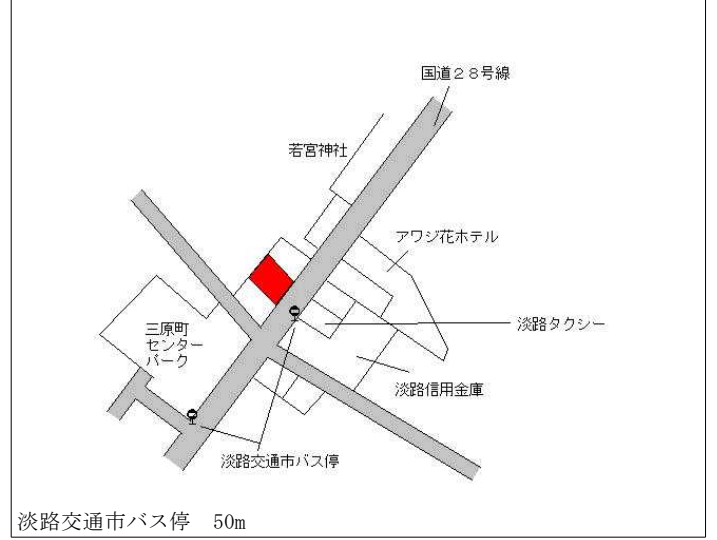 国道２８号線
若宮神社
アワジ花ホテル
淡路タクシー
三原町
センター
パーク
淡路信用金庫
淡路交通市バス停
淡路交通市バス停　50m